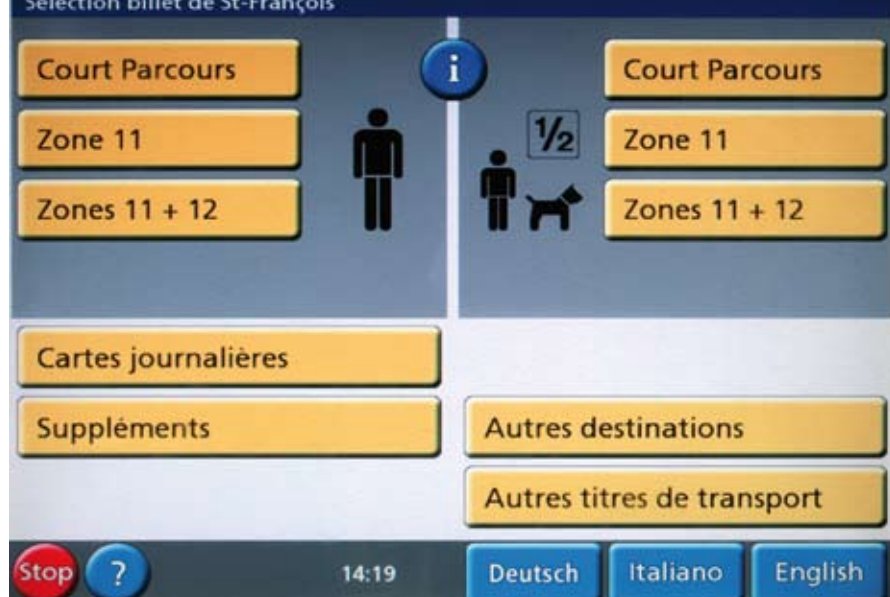 Sélection billet de St-François
i
Court Parcours
Zone 11
Zones 11 + 12
1/2
Court Parcours
Zone 11
Zones 11 + 12
Cartes journalières
Suppléments
Autres destinations
Autres titres de transport
Stop
?
14:19
Deutsch
Italiano
English